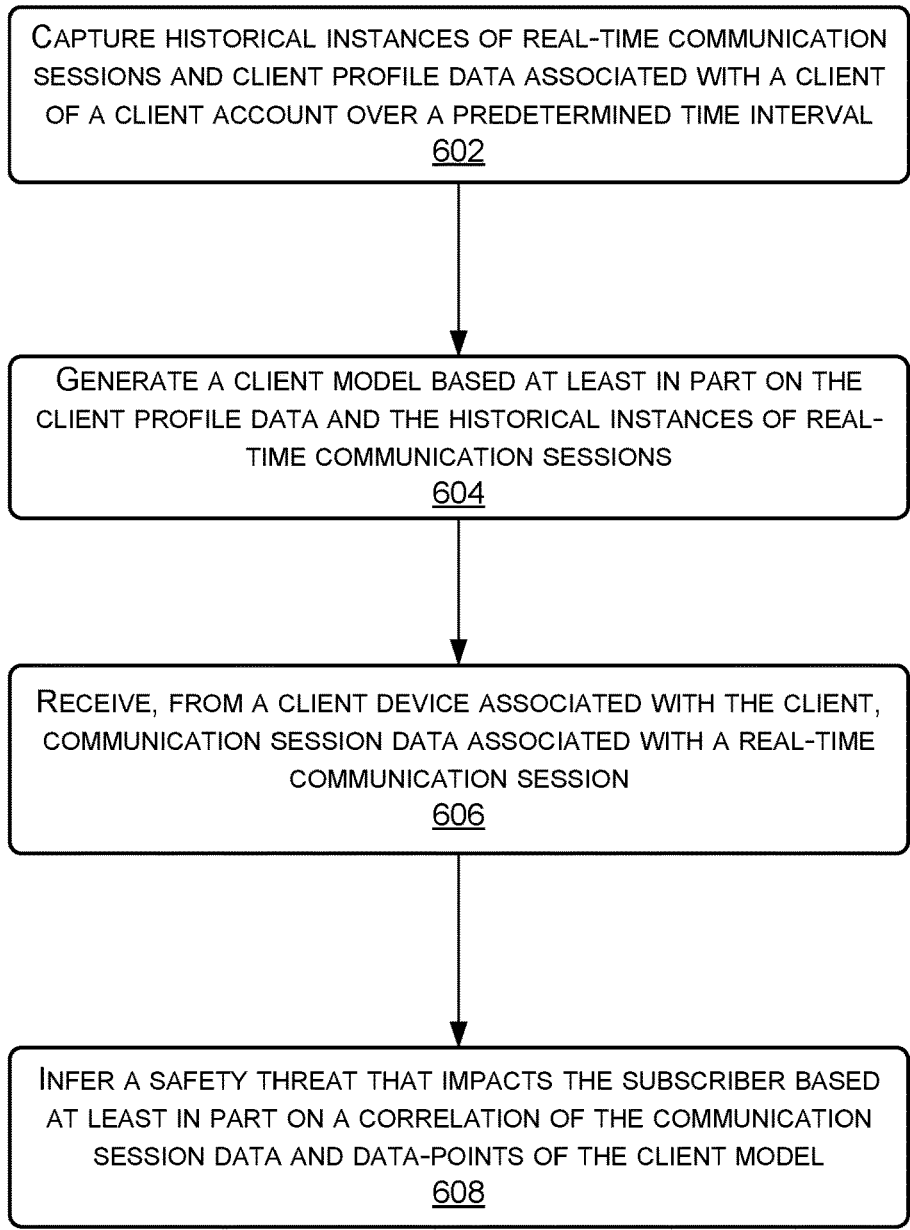 CAPTURE HISTORICAL INSTANCES OF REAL-TIME COMMUNICATION
SESSIONS AND CLIENT PROFILE DATA ASSOCIATED WITH A CLIENT
OF A CLIENT ACCOUNT OVER A PREDETERMINED TIME INTERVAL
602
GENERATE A CLIENT MODEL BASED AT LEAST IN PART ON THE
CLIENT PROFILE DATA AND THE HISTORICAL INSTANCES OF REAL-
TIME COMMUNICATION SESSIONS
604
RECEIVE, FROM A CLIENT DEVICE ASSOCIATED WITH THE CLIENT,
COMMUNICATION SESSION DATA ASSOCIATED WITH A REAL-TIME
COMMUNICATION SESSION
606
INFER A SAFETY THREAT THAT IMPACTS THE SUBSCRIBER BASED
AT LEAST IN PART ON A CORRELATION OF THE COMMUNICATION
SESSION DATA AND DATA-POINTS OF THE CLIENT MODEL
608